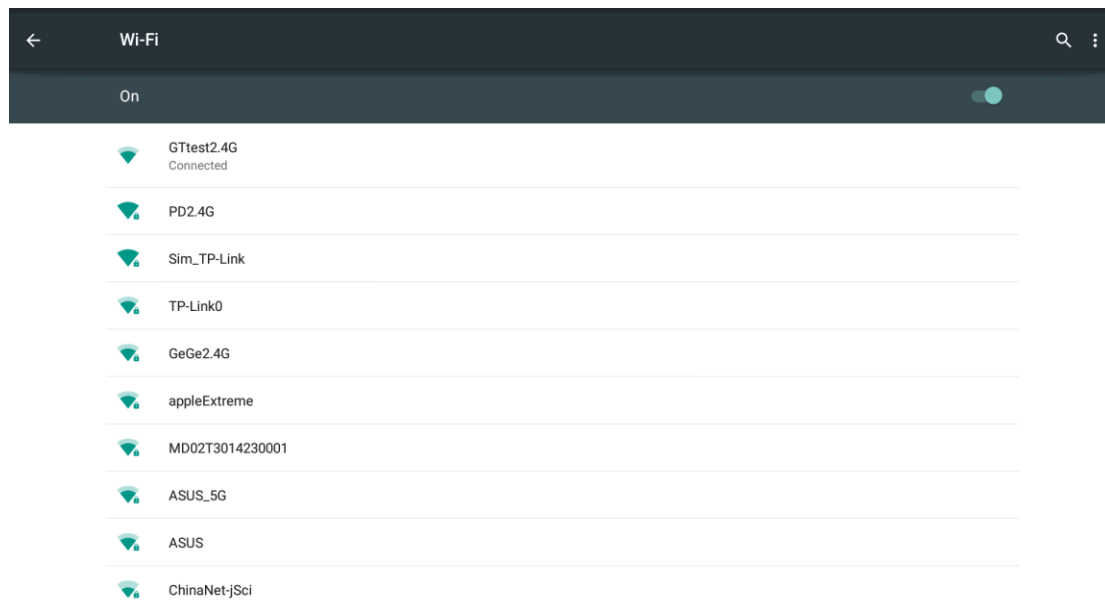 Wi-Fi
On
GTtest2.4G
Connected
PD2.4G
Sim_TP-Link
TP-Link0
GeGe2.4G
appleExtreme
MD02T3014230001
ASUS_5G
ASUS
ChinaNet-jSci